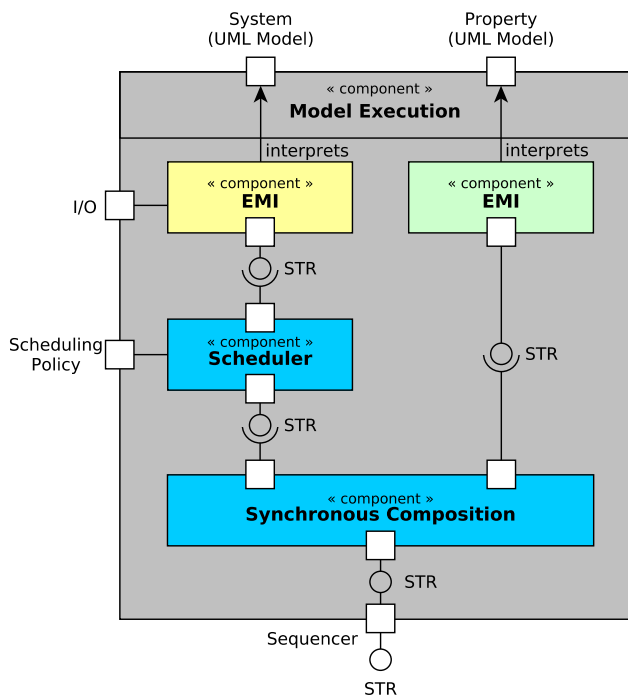 System
(UML Model)
Property
(UML Model)
« component »
Model Execution
interprets
interprets
« component »
EMI
« component »
EMI
I/O
STR
« component »
Scheduler
Scheduling
Policy
STR
STR
« component »
Synchronous Composition
STR
Sequencer
STR